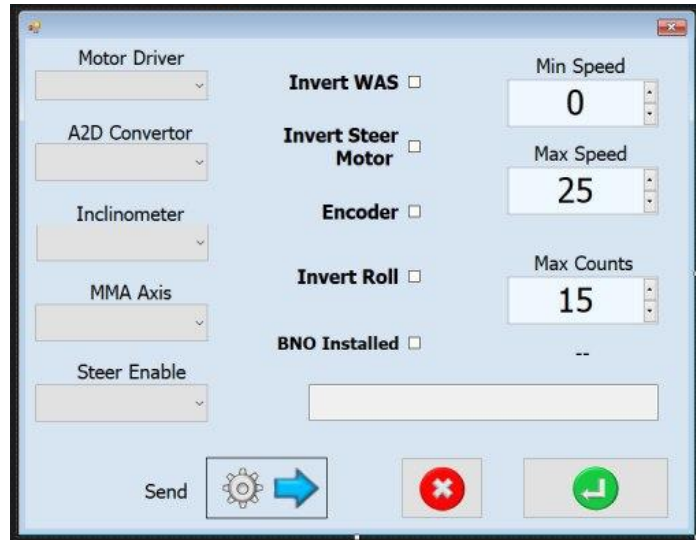 Motor Driver
A2D Convertor
Inclinometer
MMA Axis
Steer Enable
Invert WAS
Invert Steer
Motor
Encoder
Invert Roll
BNO Installed
Min Speed
0
Max Speed
25
Max Counts
15
--
Send